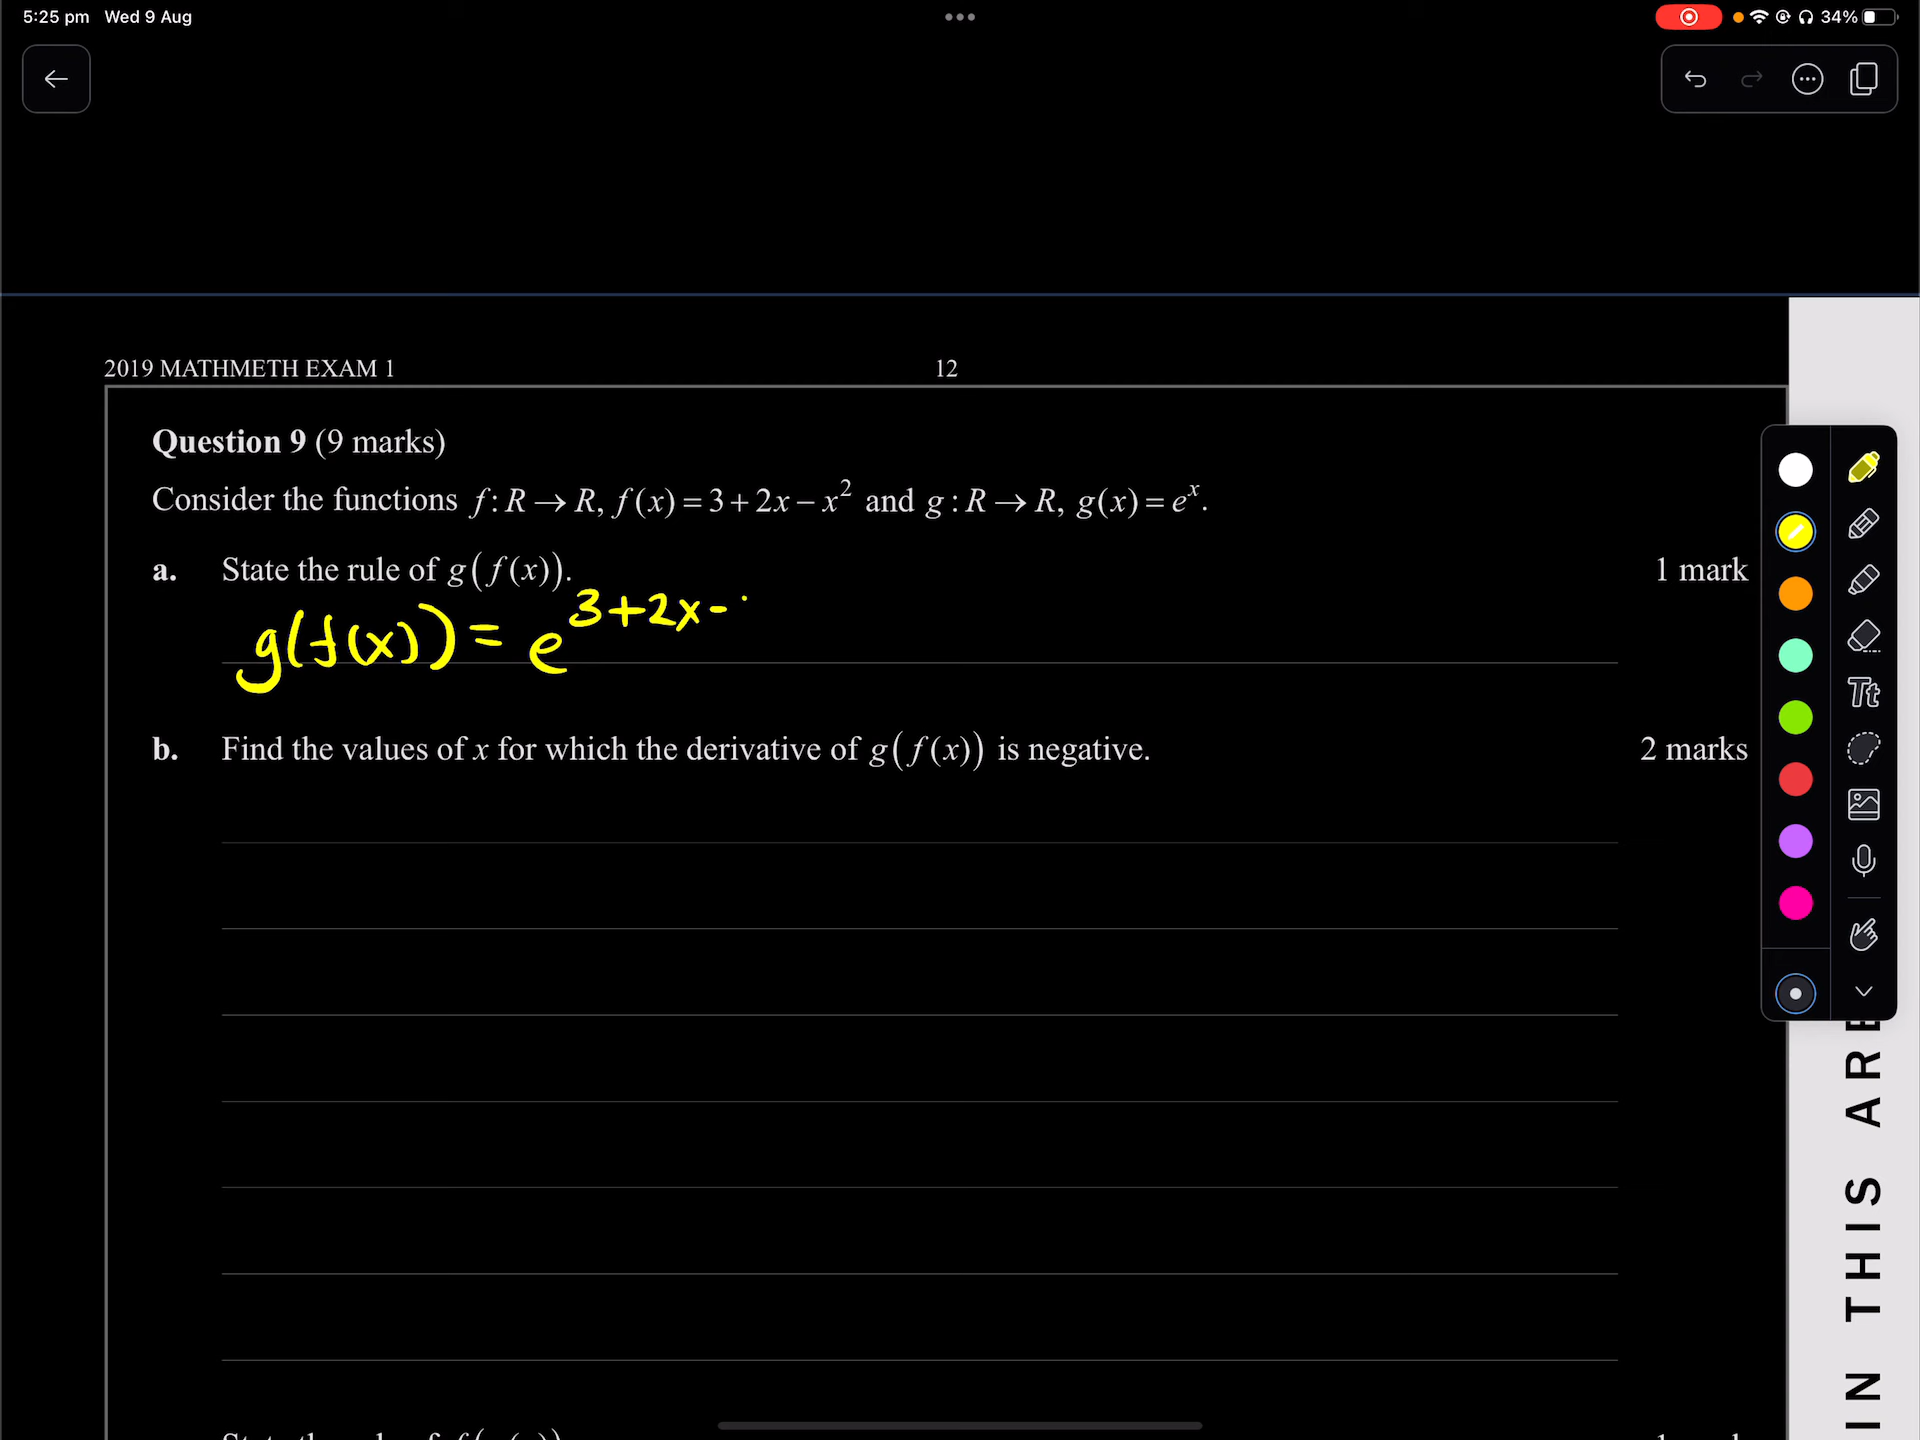 5:25 pm Wed 9 Aug
34%
2019 MATHMETH EXAM 1
12
Question 9 (9 marks)
Consider the functions f : R → R, f(x) = 3 + 2x − x² and g : R → R, g(x) = eˣ.
a. State the rule of g(f(x)). 1 mark
g(f(x)) = e^3+2x-
b. Find the values of x for which the derivative of g(f(x)) is negative. 2 marks
Tt
IN THIS ARE